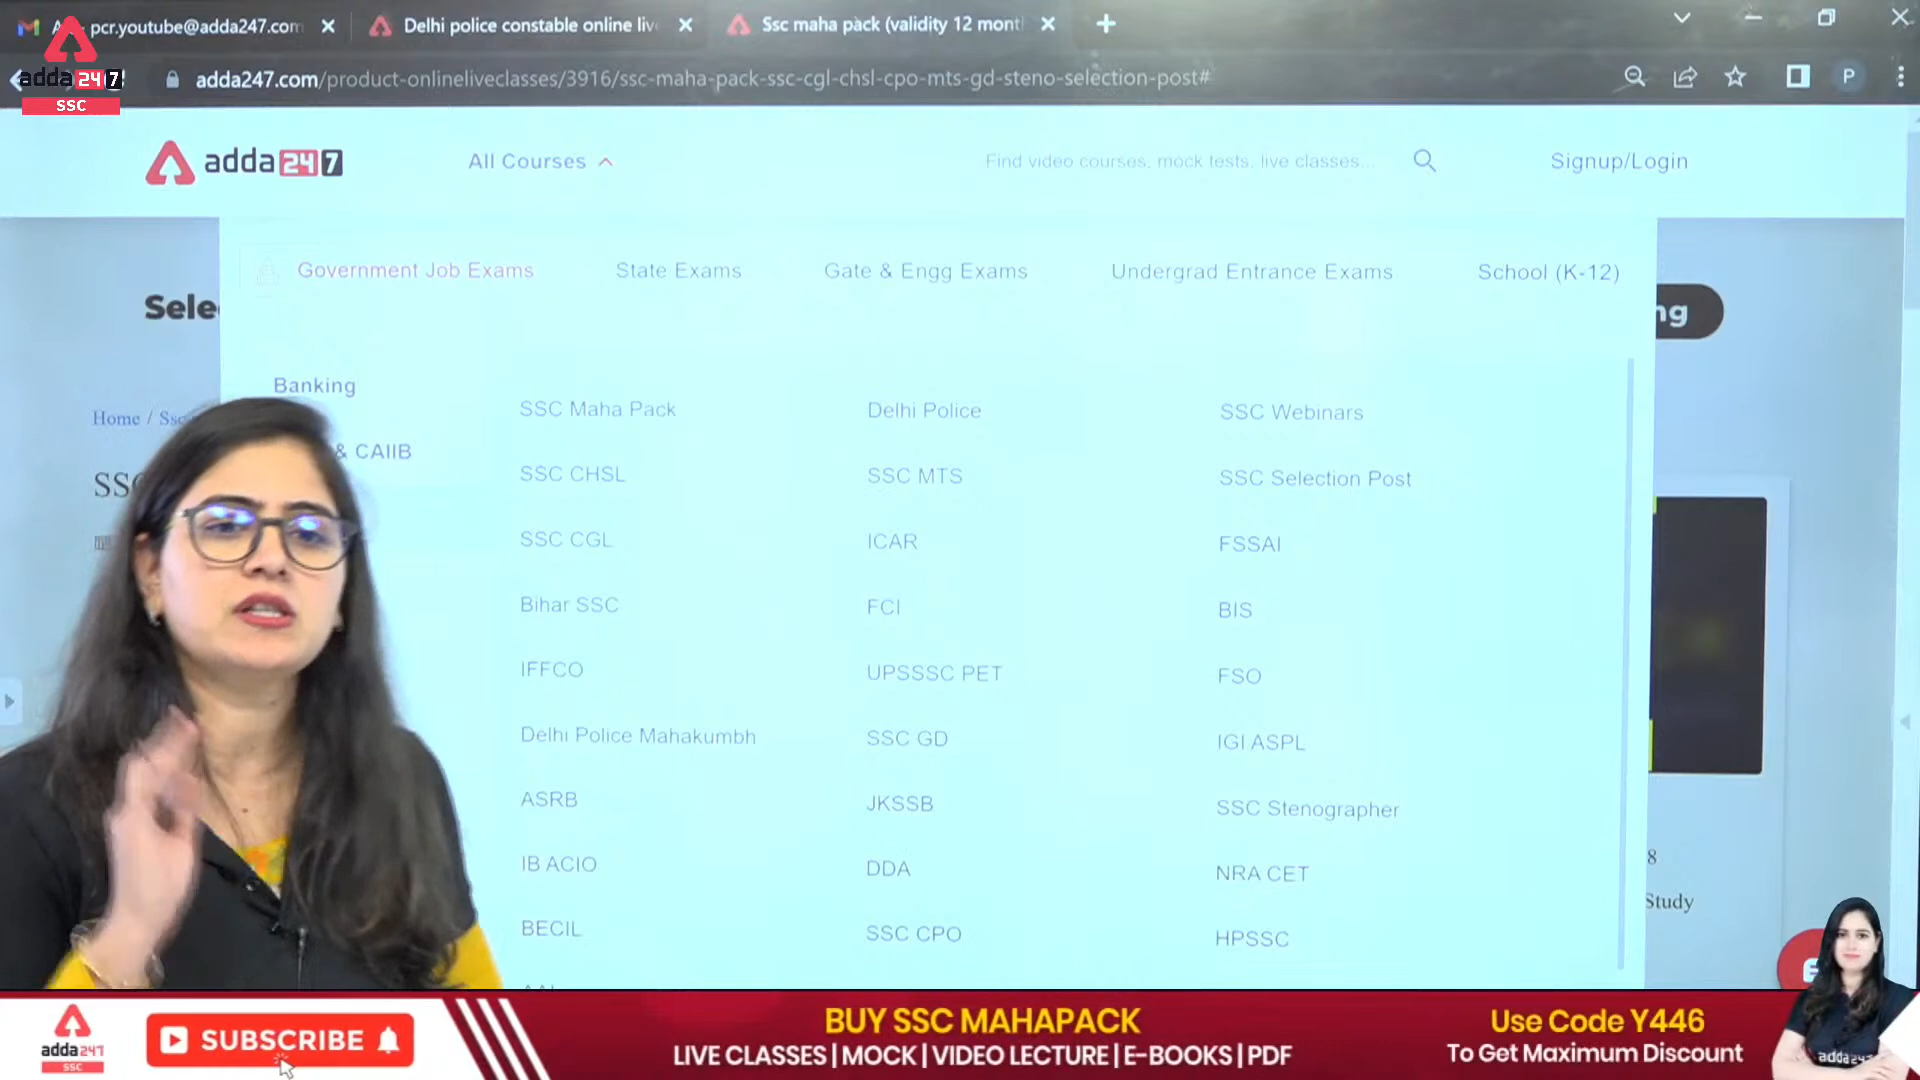 pcr.youtube@adda247.com
Delhi police constable online liv
Ssc maha pack (validity 12 mont
adda 247
SSC
adda247.com/product-onlineliveclasses/3916/ssc-maha-pack-ssc-cgl-chsl-cpo-mts-gd-steno-selection-post#
P
adda 247
All Courses
Find video courses, mock tests, live classes...
Signup/Login
Government Job Exams
State Exams
Gate & Engg Exams
Undergrad Entrance Exams
School (K-12)
Sele
ng
Banking
Home / Ssc
& CAIIB
SSC
SSC Maha Pack
Delhi Police
SSC Webinars
SSC CHSL
SSC MTS
SSC Selection Post
SSC CGL
ICAR
FSSAI
Bihar SSC
FCI
BIS
IFFCO
UPSSSC PET
FSO
Delhi Police Mahakumbh
SSC GD
IGI ASPL
ASRB
JKSSB
SSC Stenographer
IB ACIO
DDA
NRA CET
BECIL
SSC CPO
HPSSC
8
Study
adda247
SSC
SUBSCRIBE
BUY SSC MAHAPACK
LIVE CLASSES | MOCK | VIDEO LECTURE | E-BOOKS | PDF
Use Code Y446
To Get Maximum Discount
adda247